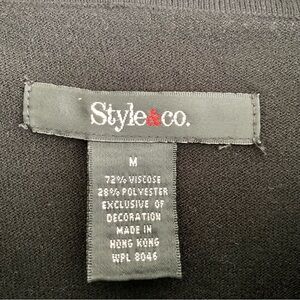 Style&co.
M
72% VISCOSE
28% POLYESTER
EXCLUSIVE OF
DECORATION
MADE IN
HONG KONG
WPL 8046